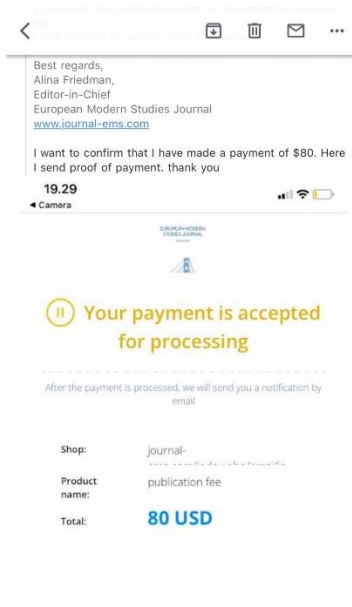 Best regards,
Alina Friedman,
Editor-in-Chief
European Modern Studies Journal
www.journal-ems.com
I want to confirm that I have made a payment of $80. Here
I send proof of payment. thank you
19.29
◄ Camera
EUROPEAN MODERN
STUDIES JOURNAL
Your payment is accepted
for processing
After the payment is processed, we will send you a notification by
email
Shop:
journal-
Product
name:
publication fee
Total:
80 USD